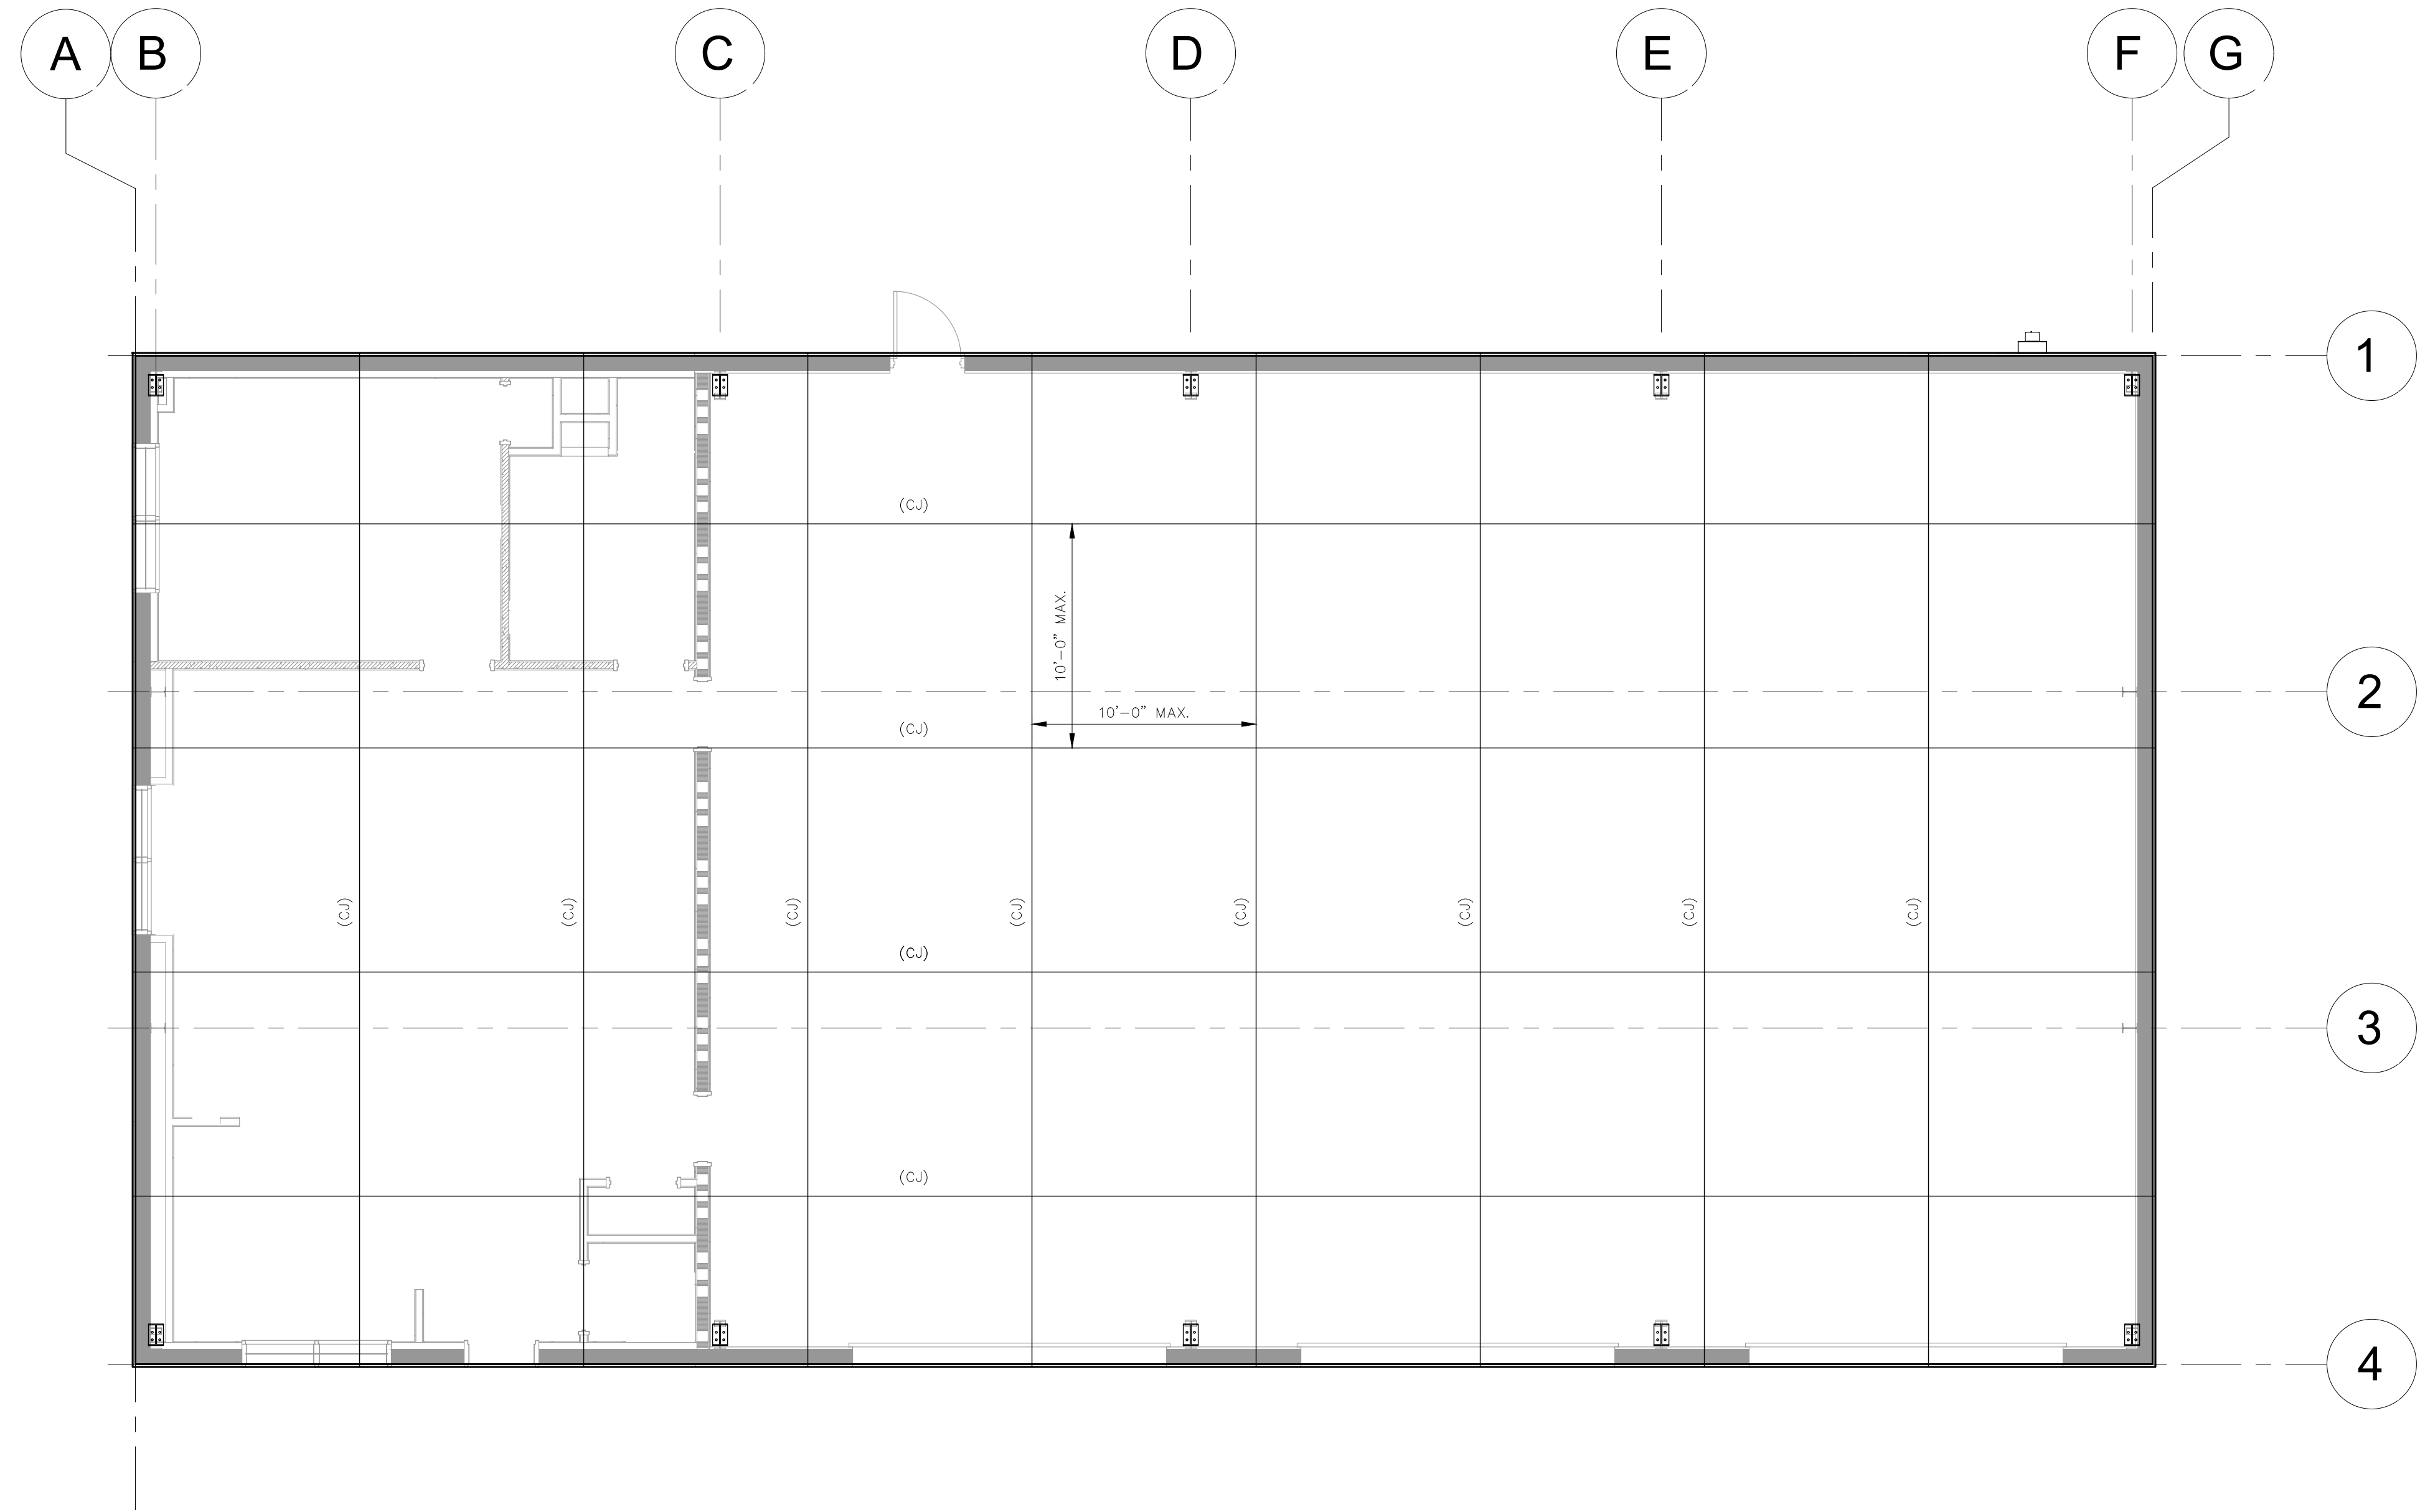 A B C D E F G
1
(CJ)
10'-0" MAX.
2
10'-0" MAX.
(CJ)
(CJ) (CJ) (CJ) (CJ) (CJ) (CJ) (CJ) (CJ)
(CJ)
3
(CJ)
4